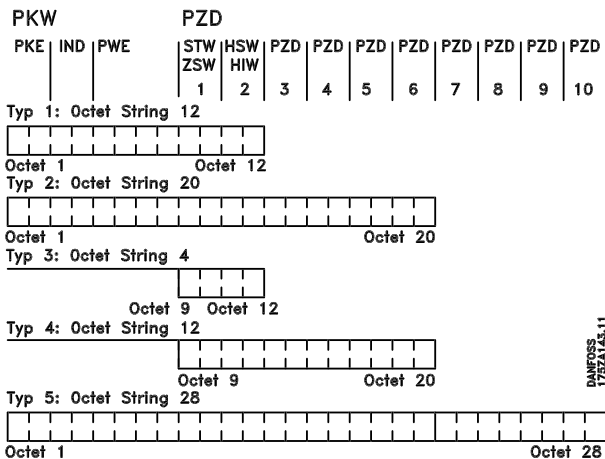 PKW PZD
PKE IND PWE STW HSW PZD PZD PZD PZD PZD PZD PZD PZD
ZSW HIW
1 2 3 4 5 6 7 8 9 10
Typ 1: Octet String 12
Octet 1 Octet 12
Typ 2: Octet String 20
Octet 1 Octet 20
Typ 3: Octet String 4
Octet 9 Octet 12
Typ 4: Octet String 12
Octet 9 Octet 20
DANFOSS
175ZA143.11
Typ 5: Octet String 28
Octet 1 Octet 28